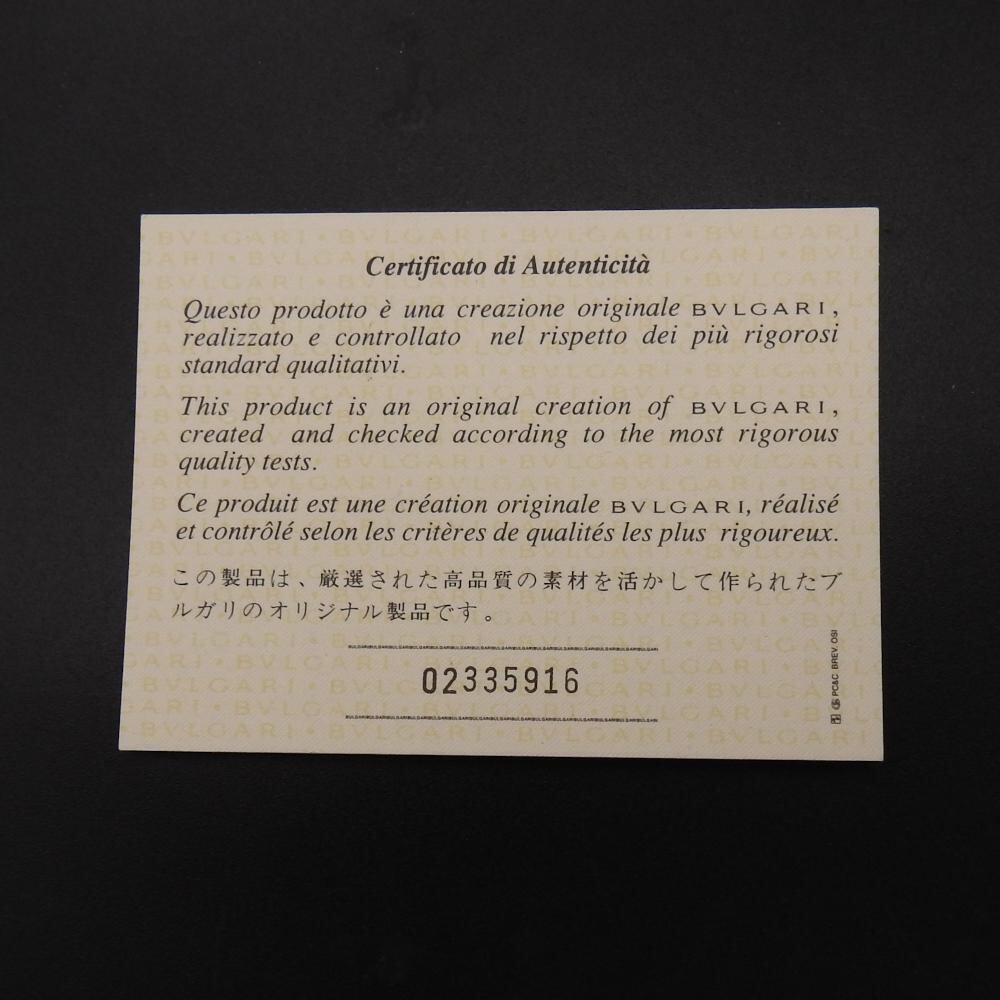 Certificato di Autenticità
Questo prodotto è una creazione originale BVLGARI,
realizzato e controllato nel rispetto dei più rigorosi
standard qualitativi.
This product is an original creation of BVLGARI,
created and checked according to the most rigorous
quality tests.
Ce produit est une création originale BVLGARI, réalisé
et contrôlé selon les critères de qualités les plus rigoureux.
この製品は、厳選された高品質の素材を活かして作られたブ
ルガリのオリジナル製品です。
02335916
PC&C BREV. OSI